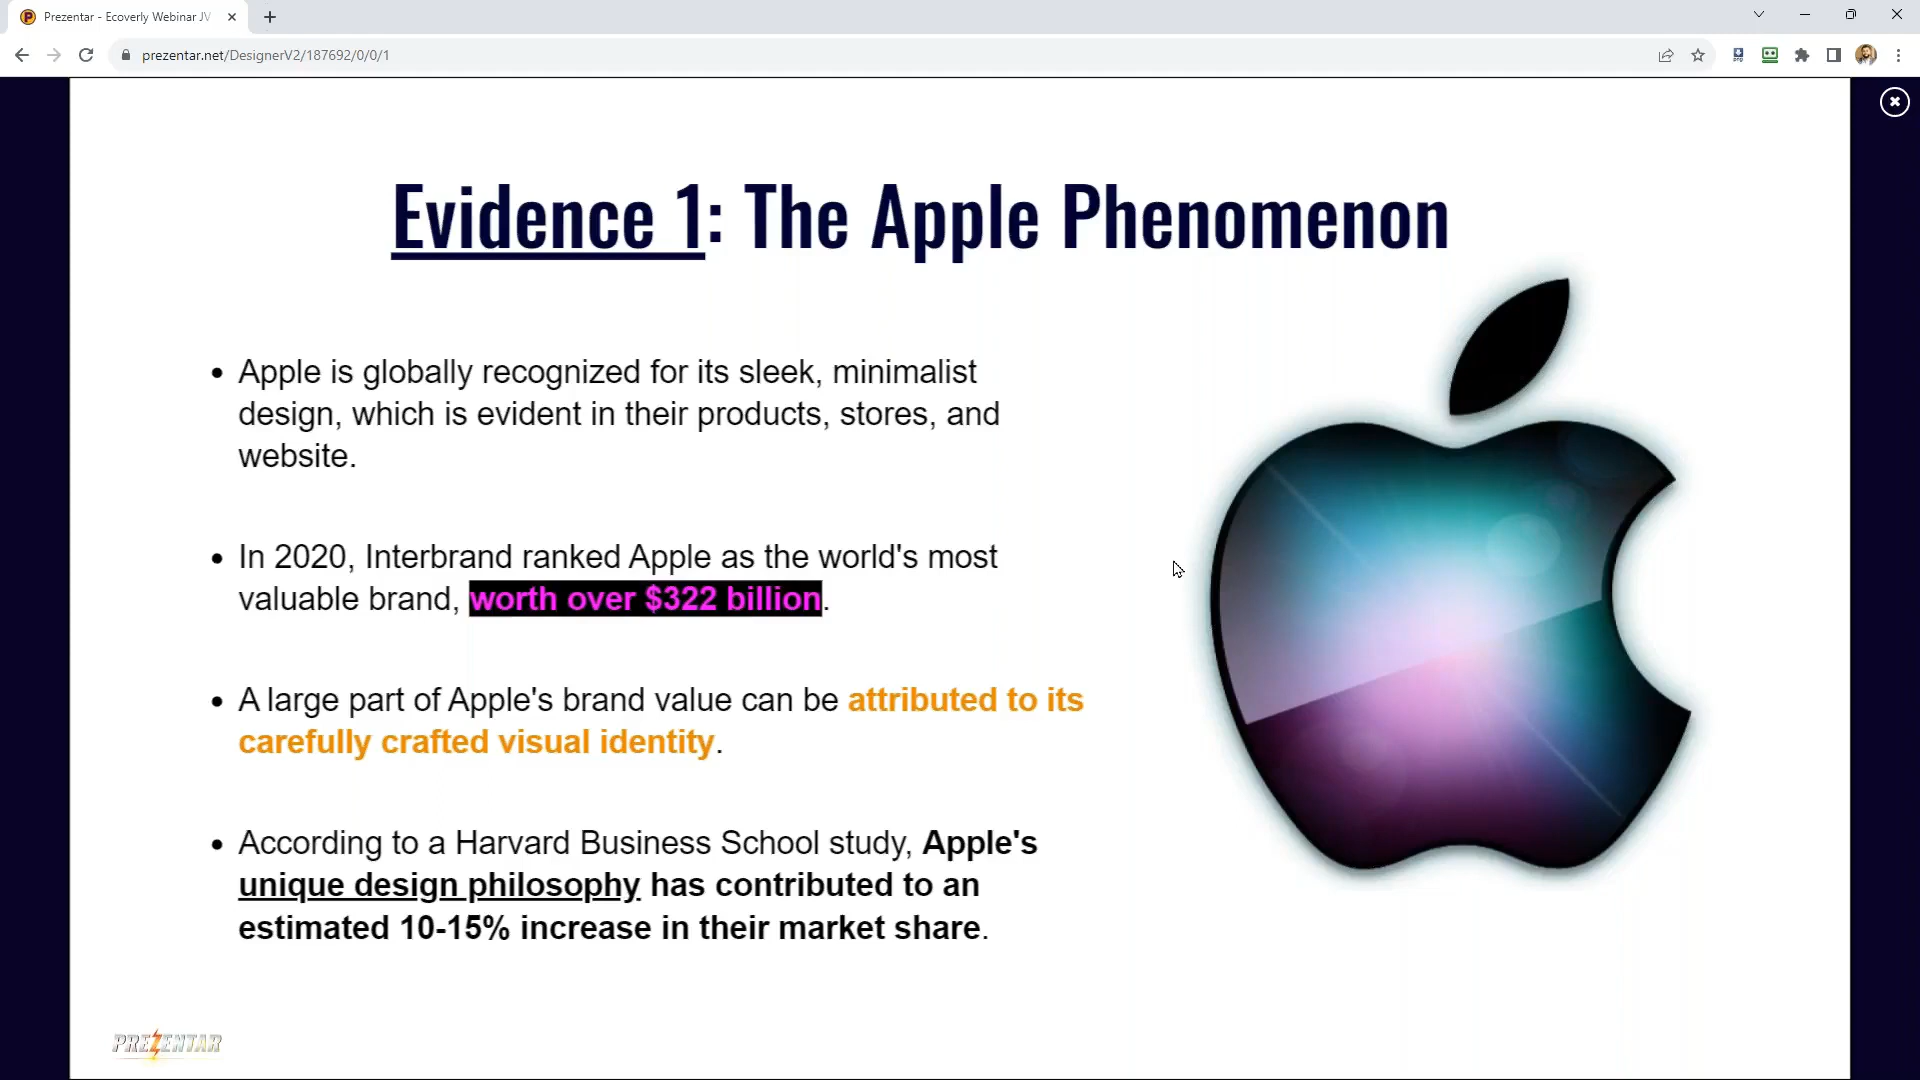 Prezentar - Ecoverly Webinar JV
prezentar.net/DesignerV2/187692/0/0/1
Evidence 1: The Apple Phenomenon
• Apple is globally recognized for its sleek, minimalist
design, which is evident in their products, stores, and
website.
• In 2020, Interbrand ranked Apple as the world's most
valuable brand, worth over $322 billion.
• A large part of Apple's brand value can be attributed to its
carefully crafted visual identity.
• According to a Harvard Business School study, Apple's
unique design philosophy has contributed to an
estimated 10-15% increase in their market share.
PREZENTAR